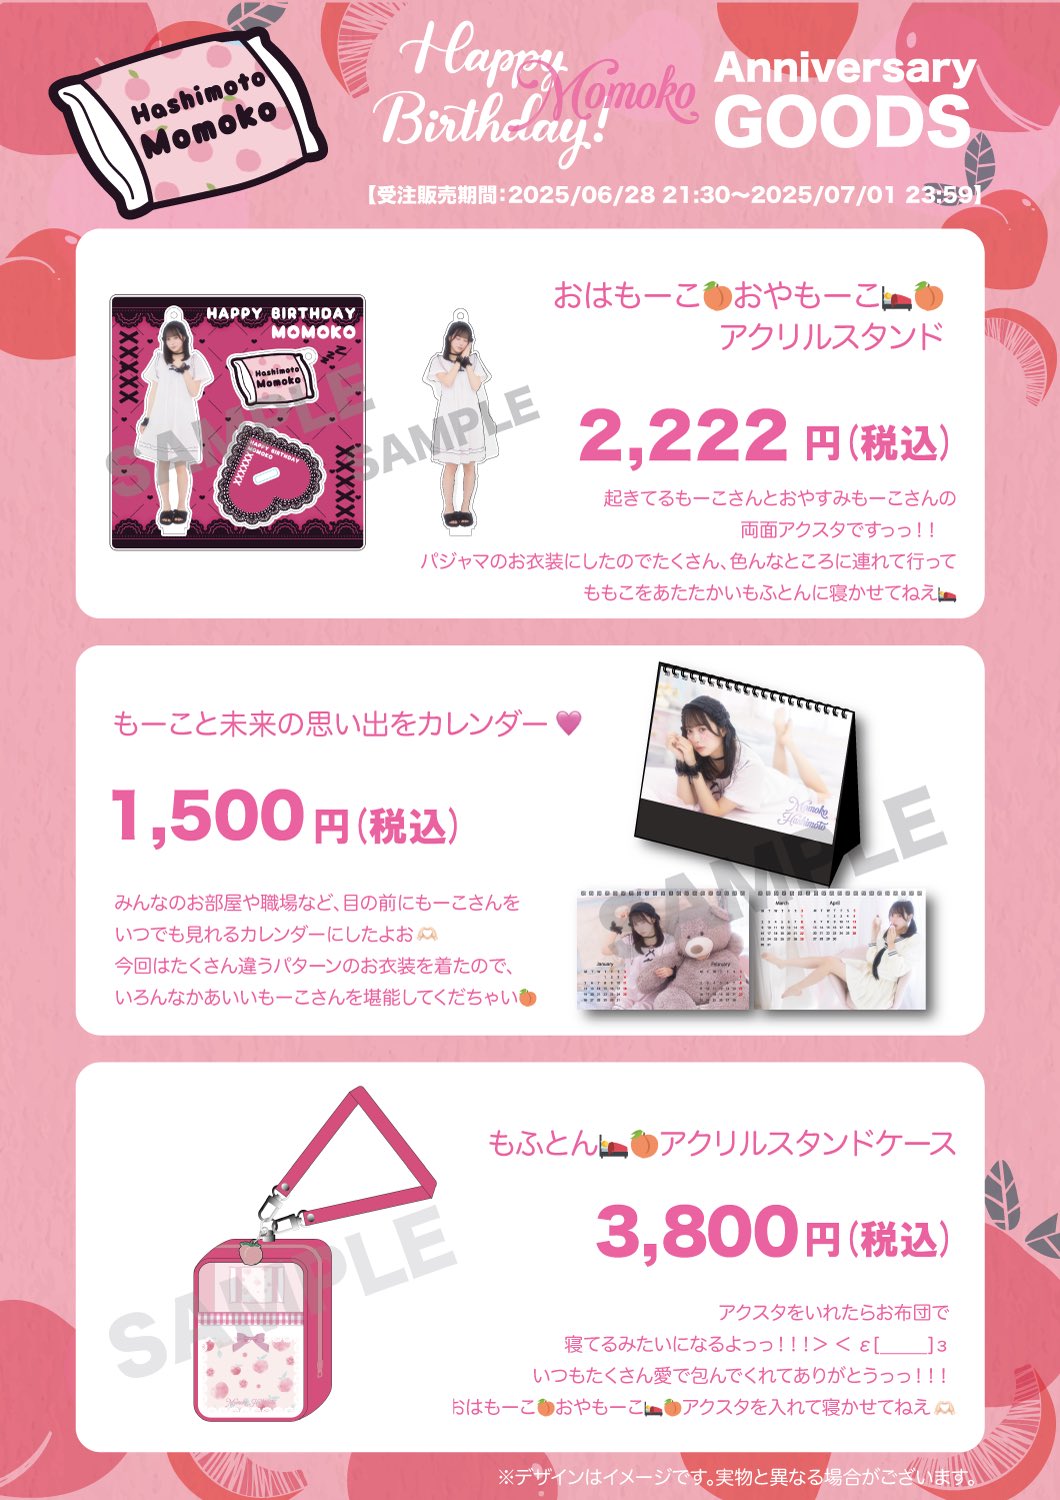 Hashimoto
Momoko
Happy
Birthday!
Momoko
Anniversary
GOODS
【受注販売期間：2025/06/28 21:30～2025/07/01 23:59】
HAPPY BIRTHDAY
MOMOKO
Hashimoto
Momoko
HAPPY BIRTHDAY
MOMOKO
XXXXXX
SAMPLE
SAMPLE
おはもーこ🍑おやもーこ🛌🍑
アクリルスタンド
2,222円（税込）
起きてるもーこさんとおやすみもーこさんの
両面アクスタですっっ！！
パジャマのお衣装にしたのでたくさん、色んなところに連れて行って
ももこをあたたかいもふとんに寝かせてねえ🛌
もーこと未来の思い出をカレンダー🩷
1,500円（税込）
みんなのお部屋や職場など、目の前にもーこさんを
いつでも見れるカレンダーにしたよお🫶🏻
今回はたくさん違うパターンのお衣装を着たので、
いろんなかあいいもーこさんを堪能してくだちゃい🍑
Momoko
Hashimoto
SAMPLE
January
February
March
April
もふとん🛌🍑アクリルスタンドケース
3,800円（税込）
アクスタをいれたらお布団で
寝てるみたいになるよっっ！！！＞＜ ε[____]з
いつもたくさん愛で包んでくれてありがとうっっ！！！
おはもーこ🍑おやもーこ🛌🍑アクスタを入れて寝かせてねえ🫶🏻
SAMPLE
※デザインはイメージです。実物と異なる場合がございます。